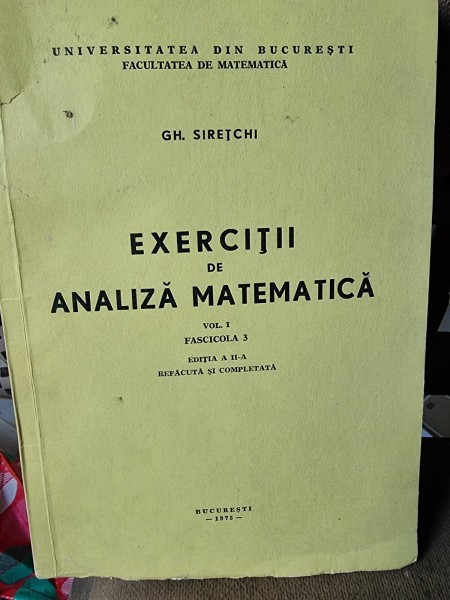 UNIVERSITATEA DIN BUCUREȘTI
FACULTATEA DE MATEMATICĂ
GH. SIREȚCHI
EXERCIȚII
DE
ANALIZĂ MATEMATICĂ
VOL. I
FASCICOLA 3
EDIȚIA A II-A
REFĂCUTĂ ȘI COMPLETATĂ
BUCUREȘTI
— 1975 —